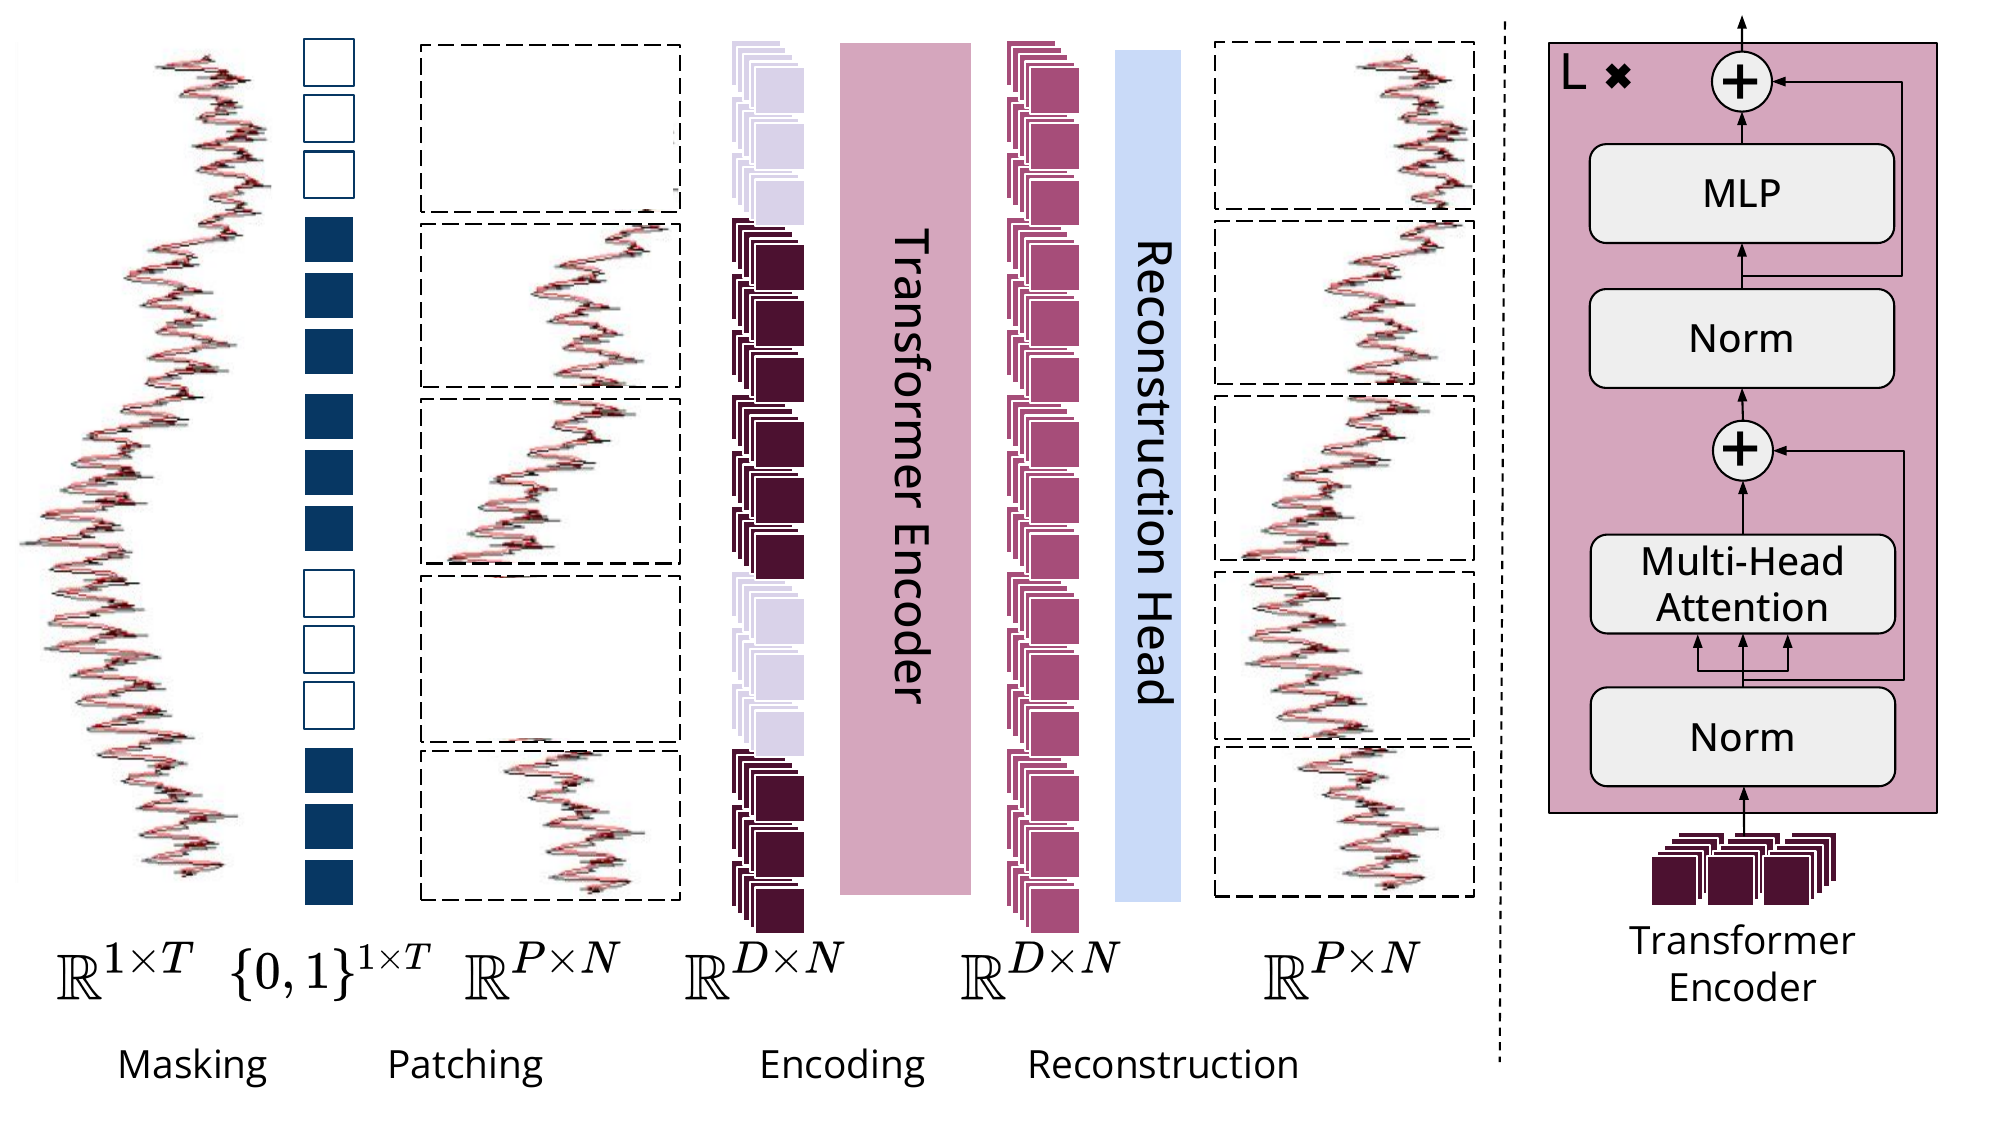 Transformer Encoder
Reconstruction Head
ℝ^{1×T}
{0, 1}^{1×T}
ℝ^{P×N}
ℝ^{D×N}
ℝ^{D×N}
ℝ^{P×N}
Masking
Patching
Encoding
Reconstruction
L ✖
+
MLP
Norm
+
Multi-Head
Attention
Norm
Transformer
Encoder